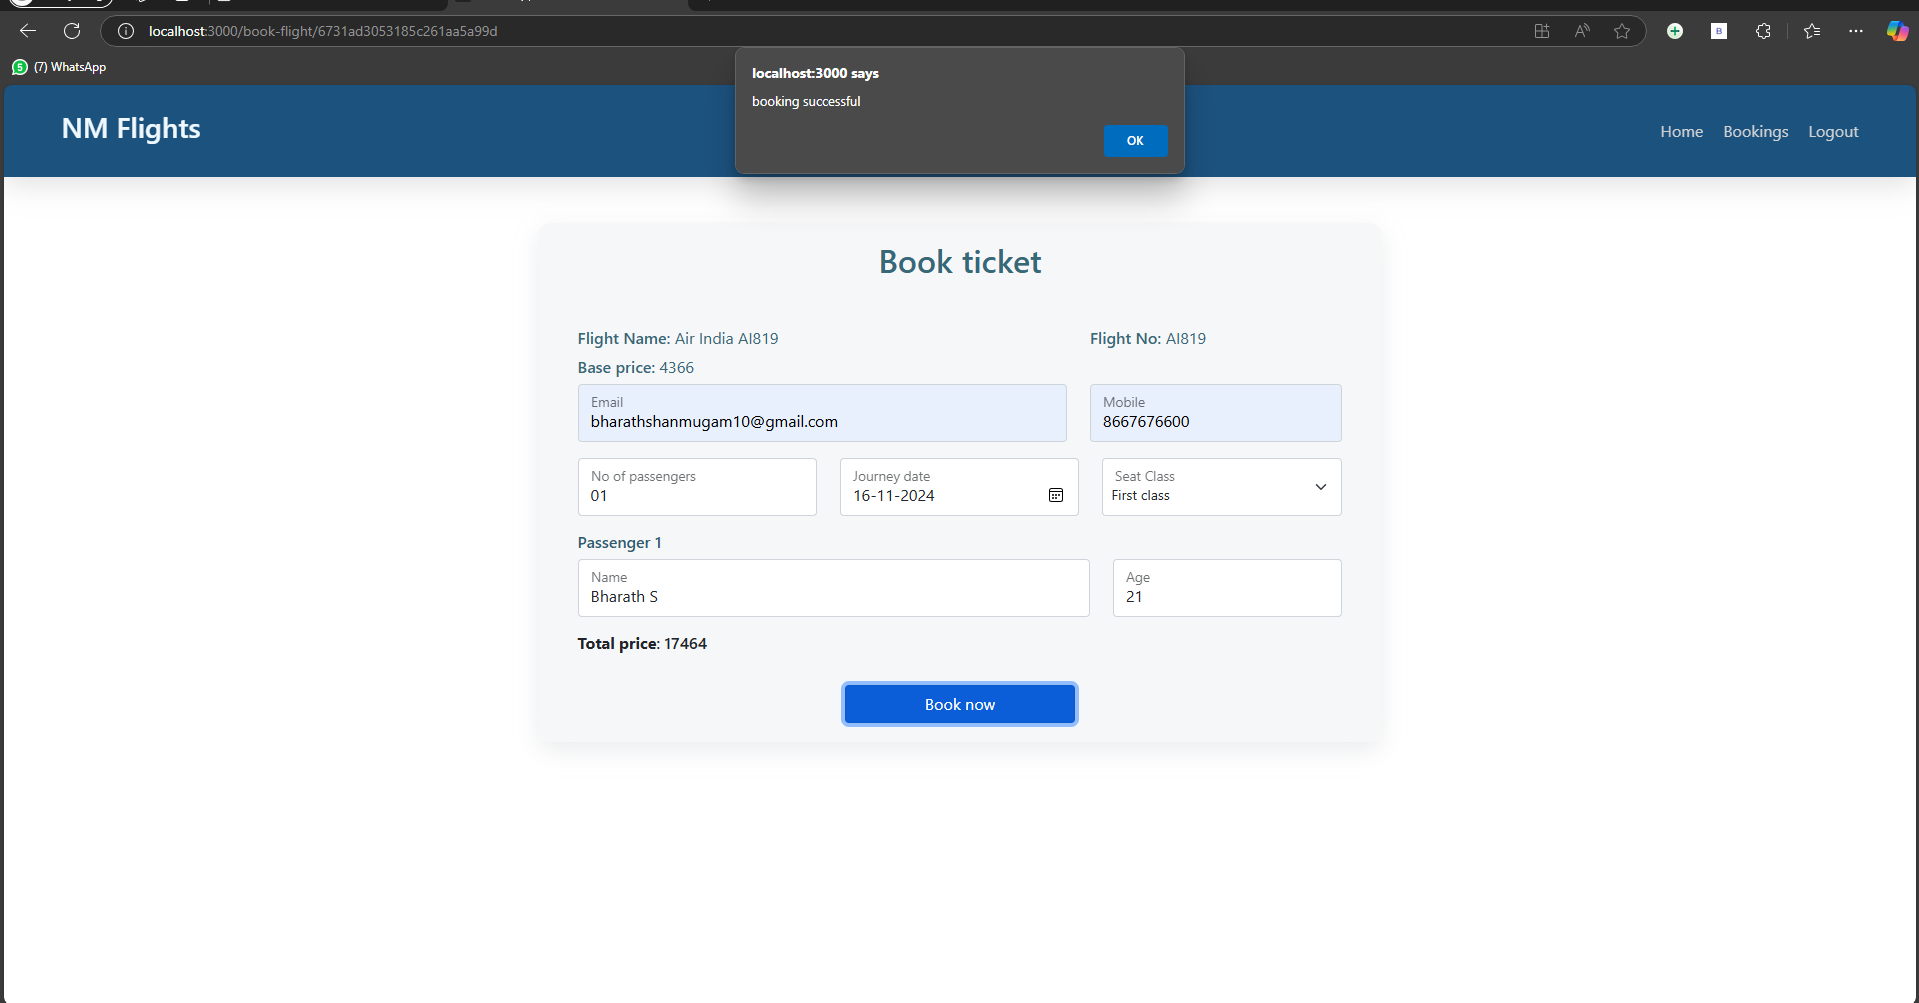 localhost:3000/book-flight/6731ad3053185c261aa5a99d
(7) WhatsApp
localhost:3000 says
booking successful
OK
NM Flights
Home Bookings Logout
Book ticket
Flight Name: Air India AI819 Flight No: AI819
Base price: 4366
Email Mobile
bharathshanmugam10@gmail.com 8667676600
No of passengers Journey date Seat Class
01 16-11-2024 First class
Passenger 1
Name Age
Bharath S 21
Total price: 17464
Book now